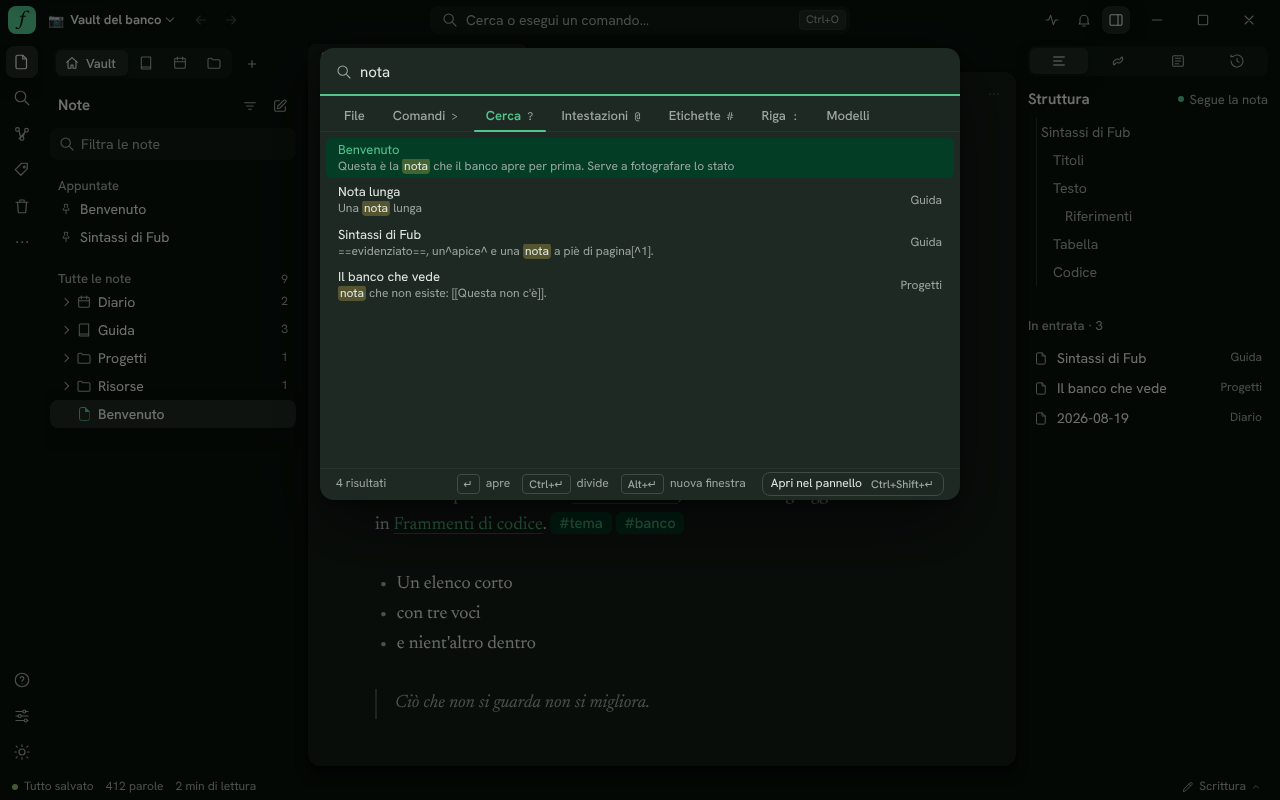 Vault del banco
Cerca o esegui un comando…
Ctrl+O
Vault
Note
Filtra le note
Appuntate
Benvenuto
Sintassi di Fub
Tutte le note 9
Diario 2
Guida 3
Progetti 1
Risorse 1
Benvenuto
nota
File
Comandi >
Cerca ?
Intestazioni @
Etichette #
Riga :
Modelli
Benvenuto
Questa è la nota che il banco apre per prima. Serve a fotografare lo stato
Nota lunga
Una nota lunga
Guida
Sintassi di Fub
==evidenziato==, un^apice^ e una nota a piè di pagina[^1].
Guida
Il banco che vede
nota che non esiste: [[Questa non c'è]].
Progetti
4 risultati
↵ apre
Ctrl+↵ divide
Alt+↵ nuova finestra
Apri nel pannello Ctrl+Shift+↵
in Frammenti di codice. #tema #banco
Un elenco corto
con tre voci
e nient'altro dentro
Ciò che non si guarda non si migliora.
Struttura
Segue la nota
Sintassi di Fub
Titoli
Testo
Riferimenti
Tabella
Codice
In entrata · 3
Sintassi di Fub Guida
Il banco che vede Progetti
2026-08-19 Diario
Tutto salvato
412 parole
2 min di lettura
Scrittura